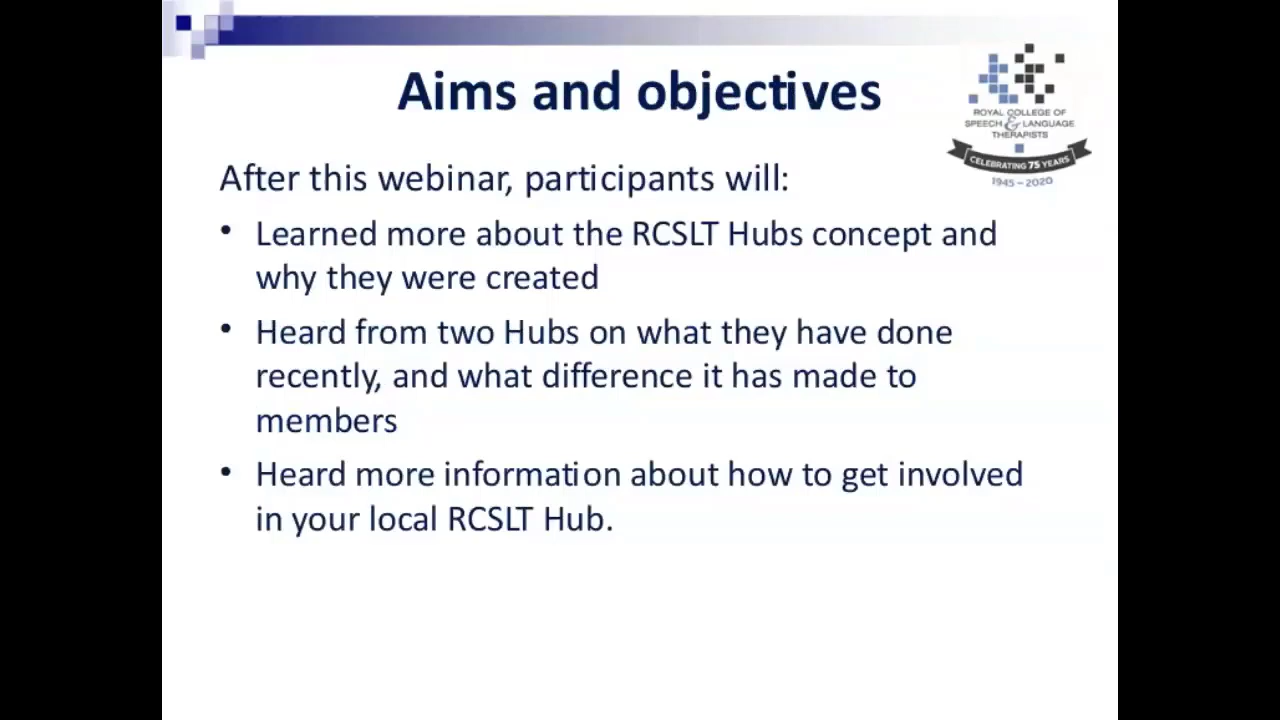 Aims and objectives
ROYAL COLLEGE OF
SPEECH & LANGUAGE
THERAPISTS
CELEBRATING 75 YEARS
1945-2020
After this webinar, participants will:
• Learned more about the RCSLT Hubs concept and
why they were created
• Heard from two Hubs on what they have done
recently, and what difference it has made to
members
• Heard more information about how to get involved
in your local RCSLT Hub.